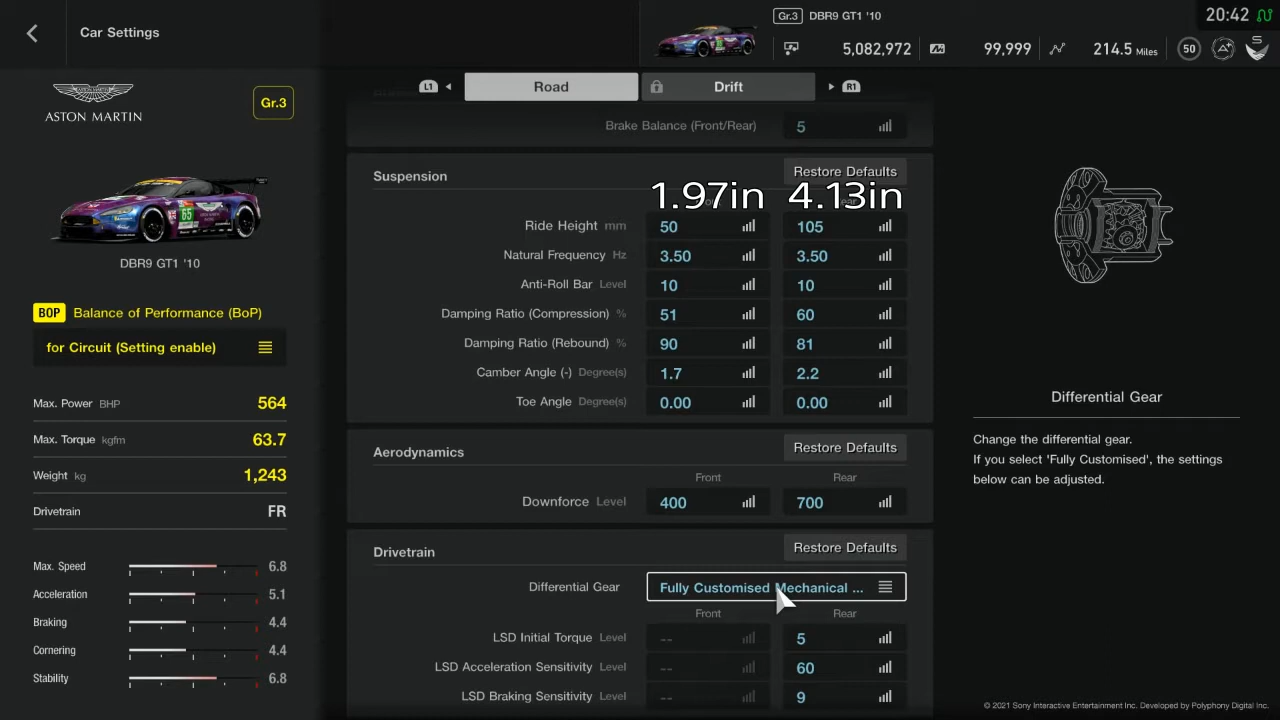 Car Settings
Gr.3 DBR9 GT1 '10
5,082,972 99,999 214.5 Miles 50 A S
20:42
ASTON MARTIN
Gr.3
L1 Road Drift R1
Brake Balance (Front/Rear) 5
65
DBR9 GT1 '10
BOP Balance of Performance (BoP)
for Circuit (Setting enable)
Max. Power BHP 564
Max. Torque kgfm 63.7
Weight kg 1,243
Drivetrain FR
Max. Speed 6.8
Acceleration 5.1
Braking 4.4
Cornering 4.4
Stability 6.8
Suspension Restore Defaults
1.97in 4.13in
Ride Height mm 50 105
Natural Frequency Hz 3.50 3.50
Anti-Roll Bar Level 10 10
Damping Ratio (Compression) % 51 60
Damping Ratio (Rebound) % 90 81
Camber Angle (-) Degree(s) 1.7 2.2
Toe Angle Degree(s) 0.00 0.00
Aerodynamics Restore Defaults
Front Rear
Downforce Level 400 700
Drivetrain Restore Defaults
Differential Gear Fully Customised Mechanical ...
Front Rear
LSD Initial Torque Level -- 5
LSD Acceleration Sensitivity Level -- 60
LSD Braking Sensitivity Level -- 9
Differential Gear
Change the differential gear.
If you select 'Fully Customised', the settings
below can be adjusted.
© 2021 Sony Interactive Entertainment Inc. Developed by Polyphony Digital Inc.